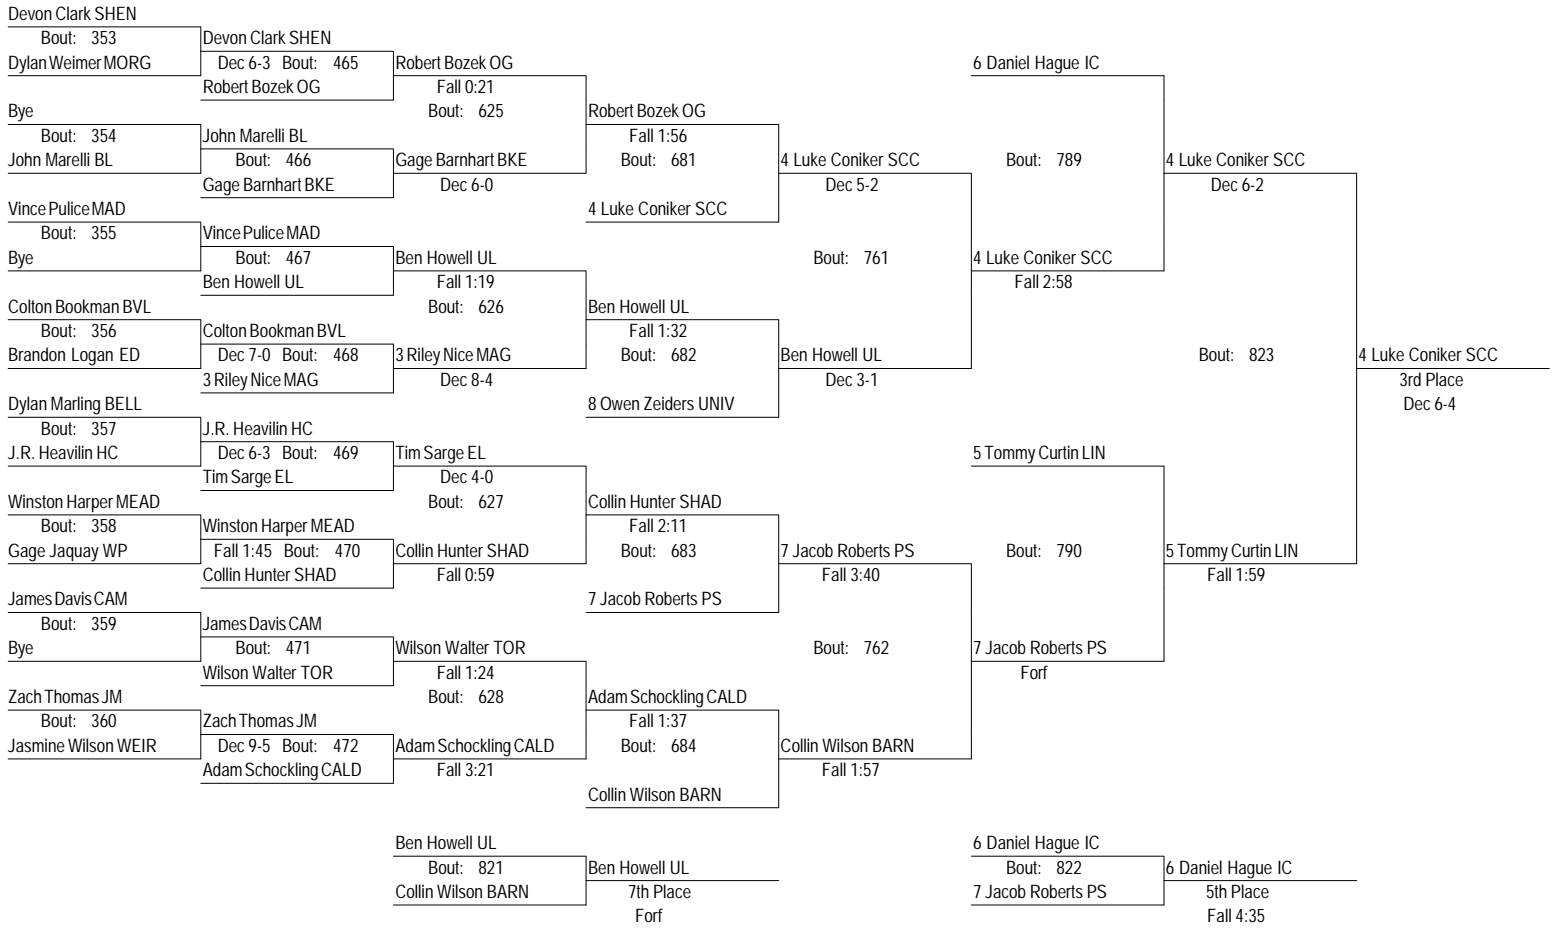 Devon Clark SHEN
Bout: 353
Dylan Weimer MORG
Bye
Bout: 354
John Marelli BL
Vince Pulice MAD
Bout: 355
Bye
Colton Bookman BVL
Bout: 356
Brandon Logan ED
Dylan Marling BELL
Bout: 357
J.R. Heavilin HC
Winston Harper MEAD
Bout: 358
Gage Jaquay WP
James Davis CAM
Bout: 359
Bye
Zach Thomas JM
Bout: 360
Jasmine Wilson WEIR
Devon Clark SHEN
Dec 6-3 Bout: 465
Robert Bozek OG
John Marelli BL
Bout: 466
Gage Barnhart BKE
Vince Pulice MAD
Bout: 467
Ben Howell UL
Colton Bookman BVL
Dec 7-0 Bout: 468
3 Riley Nice MAG
J.R. Heavilin HC
Dec 6-3 Bout: 469
Tim Sarge EL
Winston Harper MEAD
Fall 1:45 Bout: 470
Collin Hunter SHAD
James Davis CAM
Bout: 471
Wilson Walter TOR
Zach Thomas JM
Dec 9-5 Bout: 472
Adam Schockling CALD
Robert Bozek OG
Fall 0:21
Bout: 625
Gage Barnhart BKE
Dec 6-0
Ben Howell UL
Fall 1:19
Bout: 626
3 Riley Nice MAG
Dec 8-4
Tim Sarge EL
Dec 4-0
Bout: 627
Collin Hunter SHAD
Fall 0:59
Wilson Walter TOR
Fall 1:24
Bout: 628
Adam Schockling CALD
Fall 3:21
Robert Bozek OG
Fall 1:56
Bout: 681
4 Luke Coniker SCC
Ben Howell UL
Fall 1:32
Bout: 682
8 Owen Zeiders UNIV
Collin Hunter SHAD
Fall 2:11
Bout: 683
7 Jacob Roberts PS
Adam Schockling CALD
Fall 1:37
Bout: 684
Collin Wilson BARN
4 Luke Coniker SCC
Dec 5-2
Bout: 761
Ben Howell UL
Dec 3-1
7 Jacob Roberts PS
Fall 3:40
Bout: 762
Collin Wilson BARN
Fall 1:57
6 Daniel Hague IC
Bout: 789
4 Luke Coniker SCC
Fall 2:58
5 Tommy Curtin LIN
Bout: 790
7 Jacob Roberts PS
Forf
4 Luke Coniker SCC
Dec 6-2
Bout: 823
5 Tommy Curtin LIN
Fall 1:59
4 Luke Coniker SCC
3rd Place
Dec 6-4
Ben Howell UL
Bout: 821
Collin Wilson BARN
Ben Howell UL
7th Place
Forf
6 Daniel Hague IC
Bout: 822
7 Jacob Roberts PS
6 Daniel Hague IC
5th Place
Fall 4:35